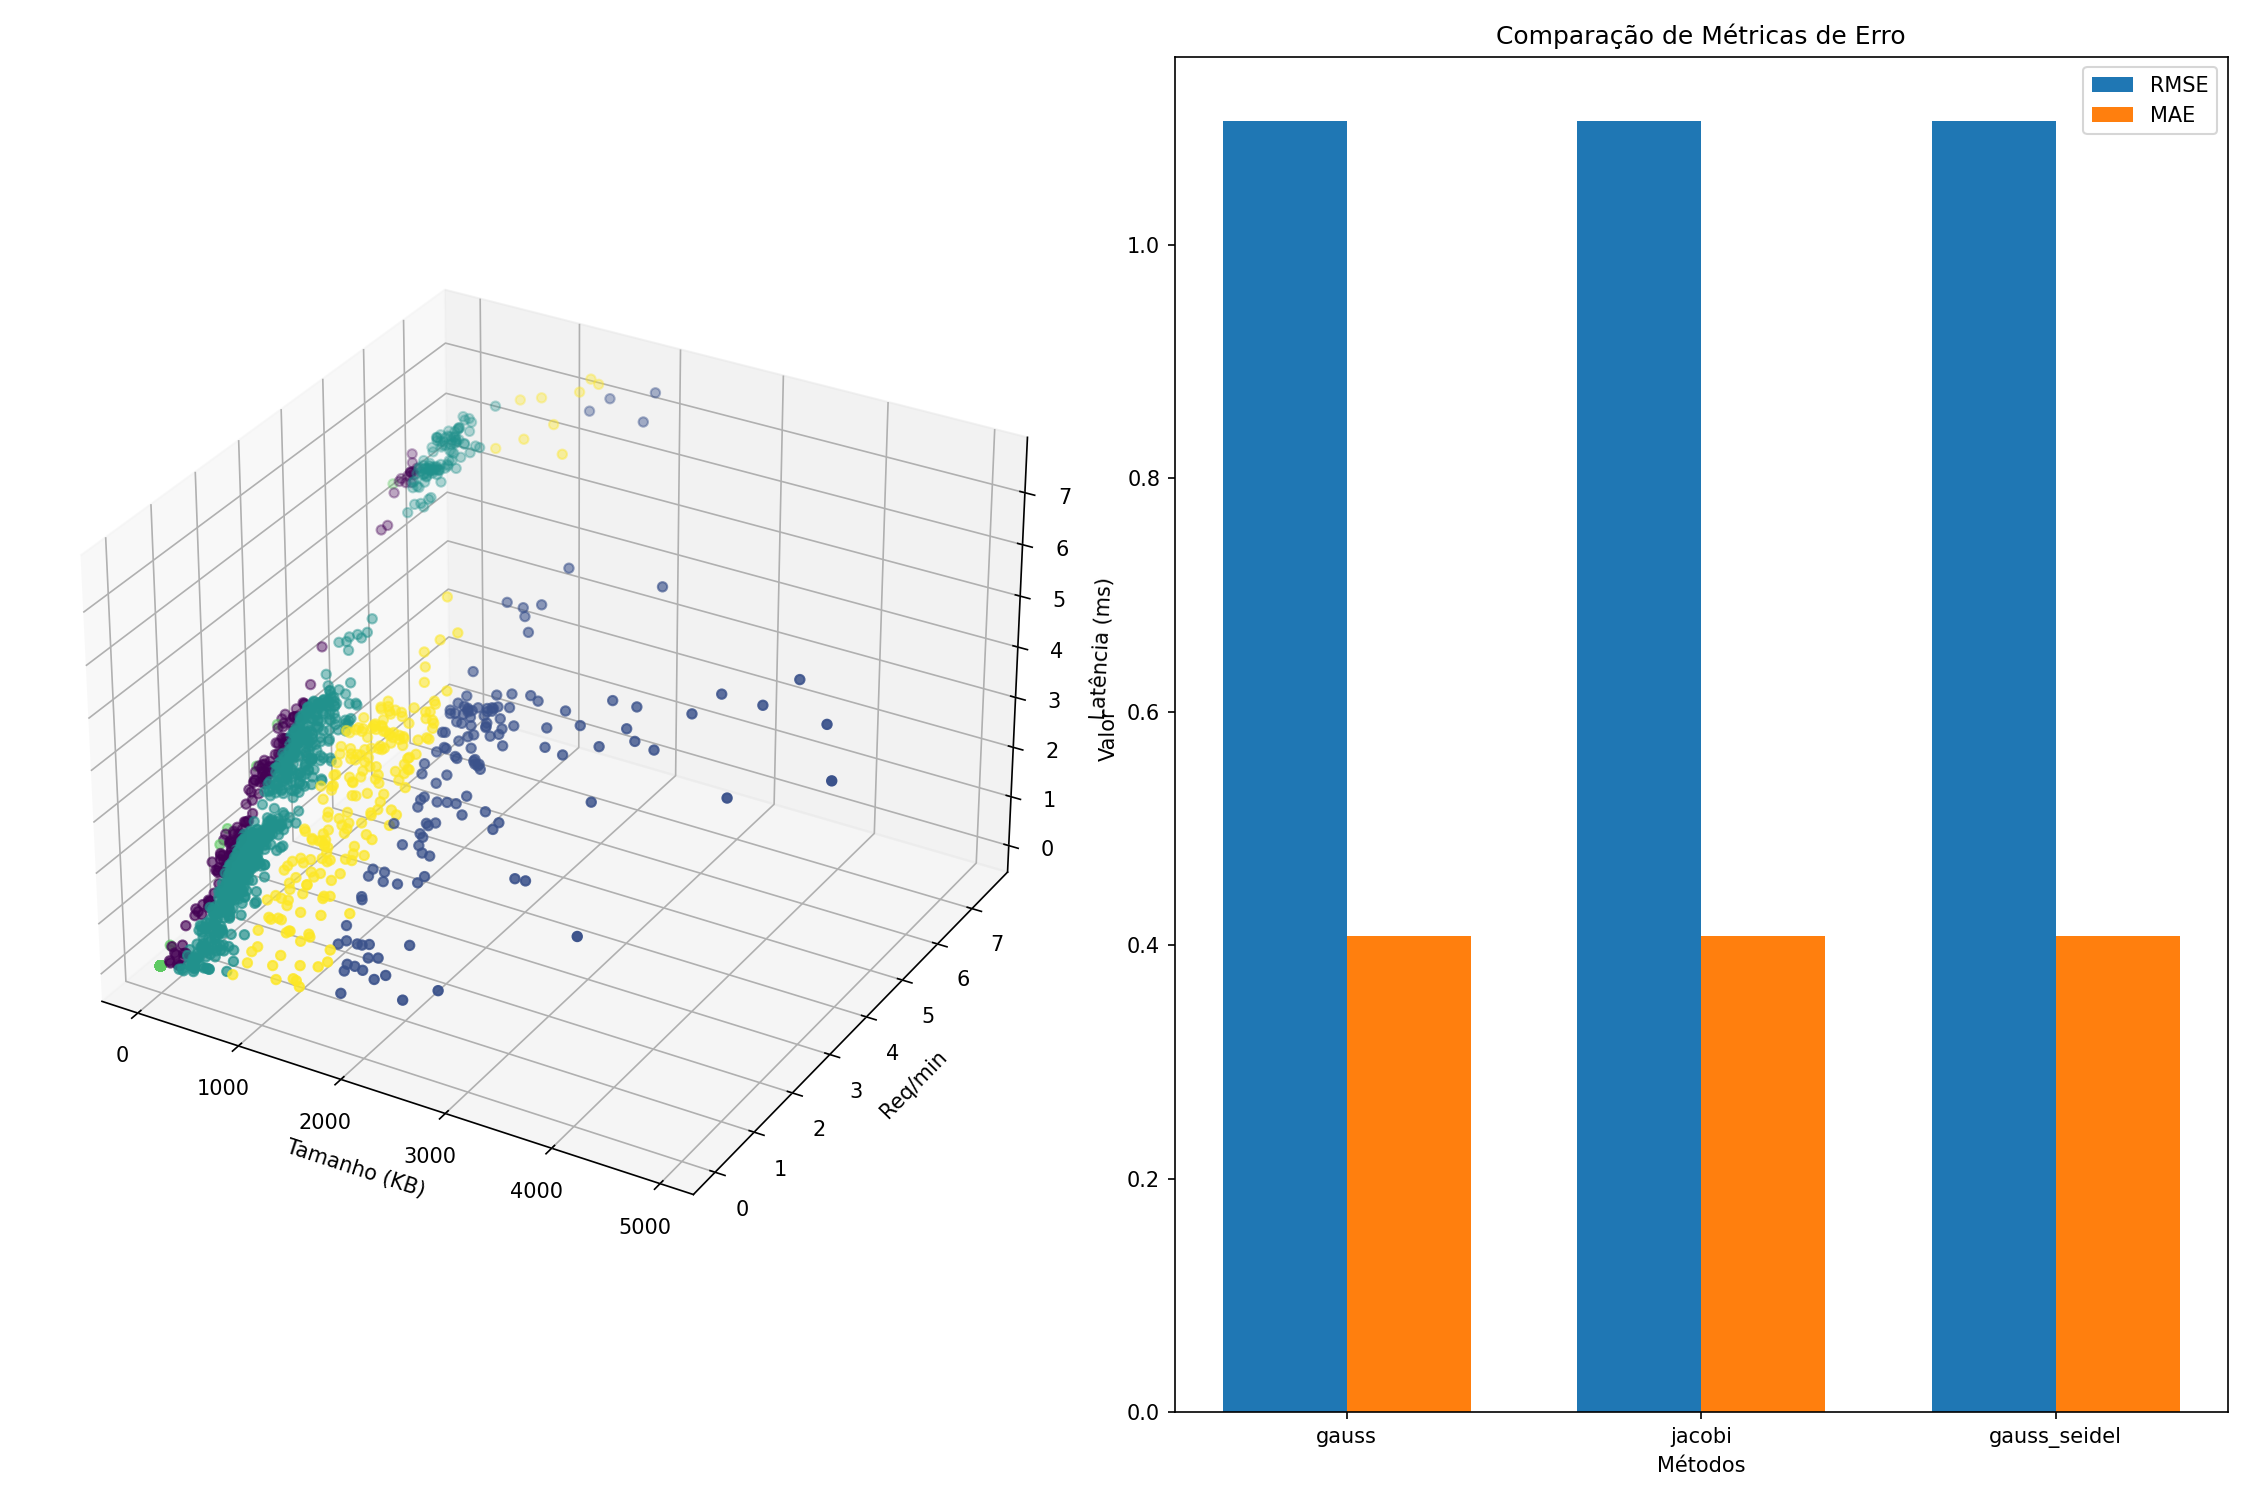 7
6
5
4
3
2
1
0
Latência (ms)
0
1000
2000
3000
4000
5000
Tamanho (KB)
0
1
2
3
4
5
6
7
Req/min
Comparação de Métricas de Erro
RMSE
MAE
1.0
0.8
0.6
0.4
0.2
0.0
Valor
gauss
jacobi
gauss_seidel
Métodos